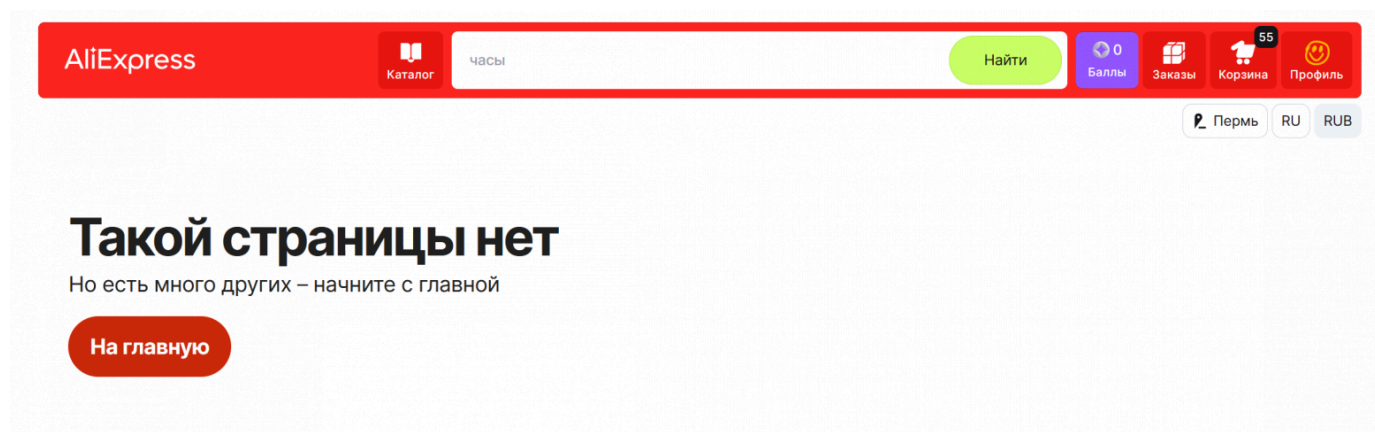 AliExpress
Каталог
часы
Найти
0
Баллы
Заказы
55
Корзина
Профиль
Пермь
RU
RUB
Такой страницы нет
Но есть много других – начните с главной
На главную